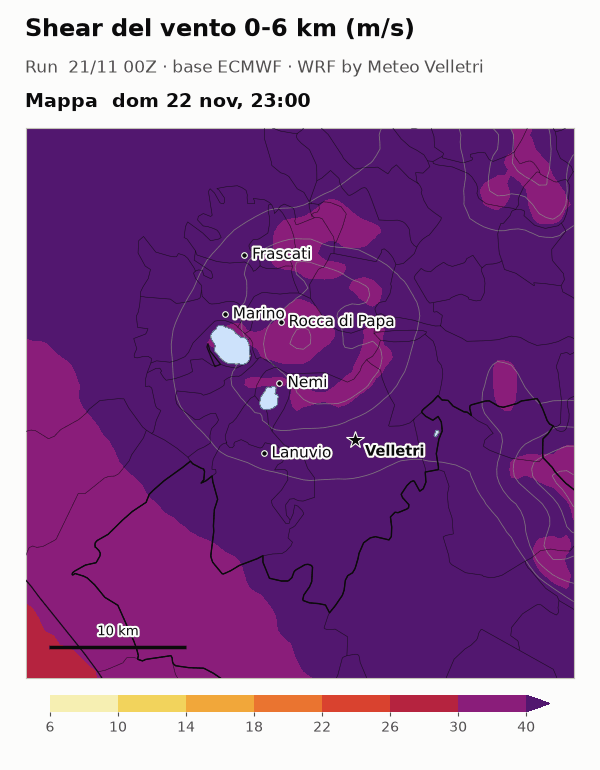 Shear del vento 0-6 km (m/s)
Run  21/11 00Z · base ECMWF · WRF by Meteo Velletri
Mappa  dom 22 nov, 23:00
Frascati
Marino
Rocca di Papa
Nemi
Lanuvio
Velletri
10 km
6 10 14 18 22 26 30 40